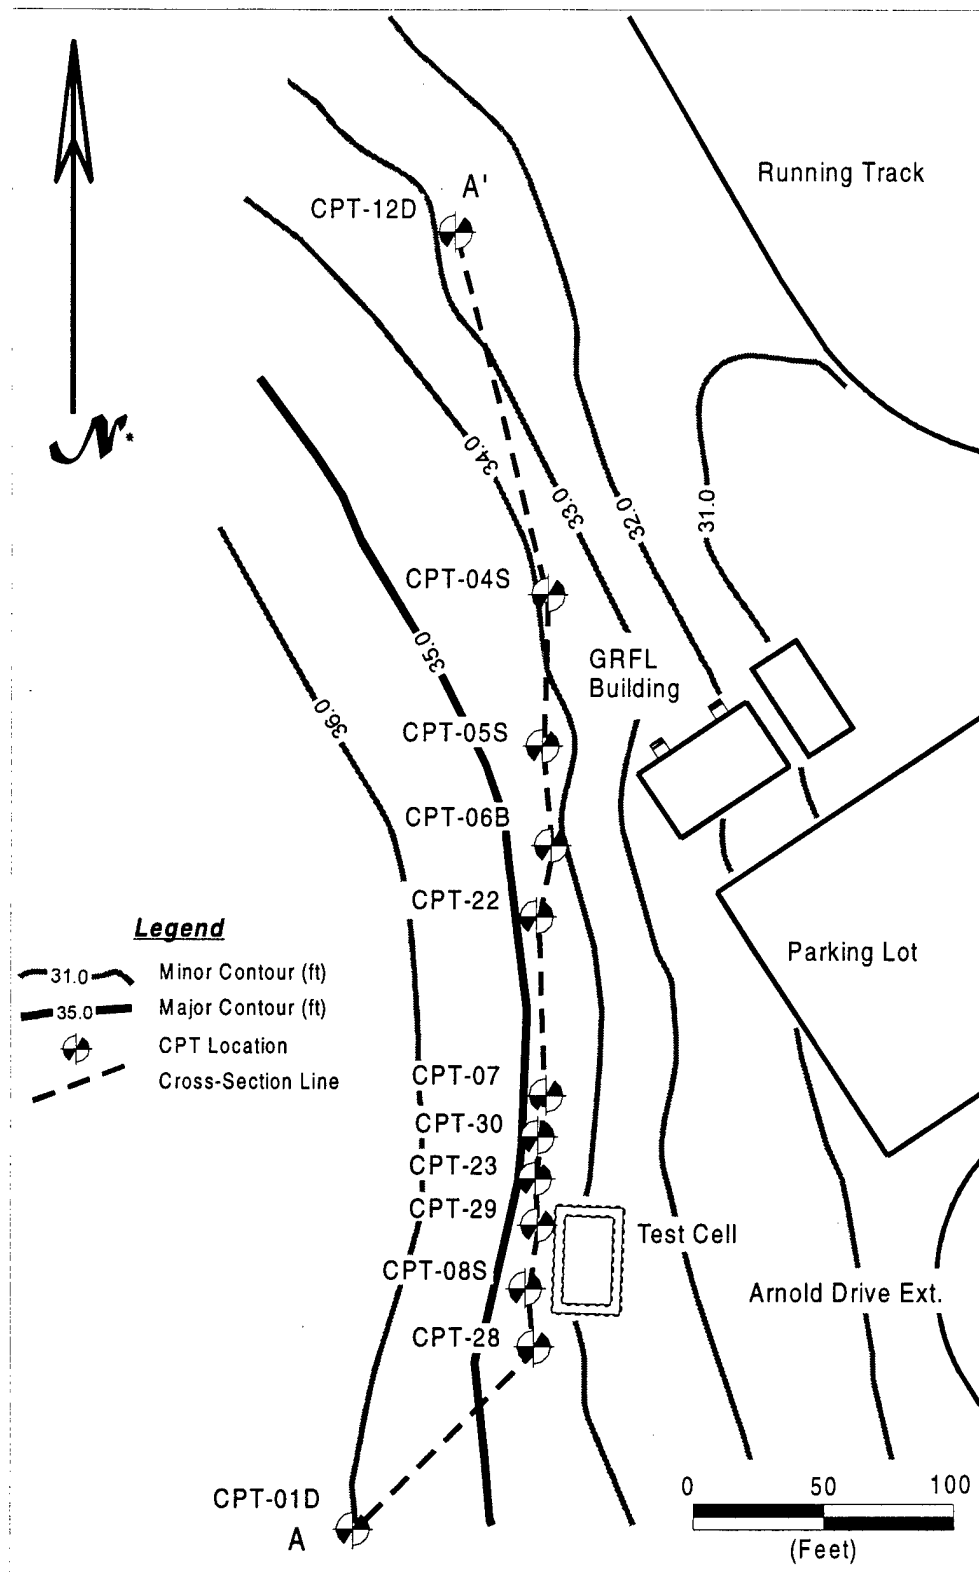 Running Track
A'
CPT-12D
N
34.0
33.0
32.0
31.0
CPT-04S
35.0
GRFL
Building
36.0
CPT-05S
CPT-06B
CPT-22
Parking Lot
Legend
31.0 Minor Contour (ft)
35.0 Major Contour (ft)
CPT Location
Cross-Section Line
CPT-07
CPT-30
CPT-23
CPT-29
Test Cell
CPT-08S
Arnold Drive Ext.
CPT-28
CPT-01D
A
0 50 100
(Feet)